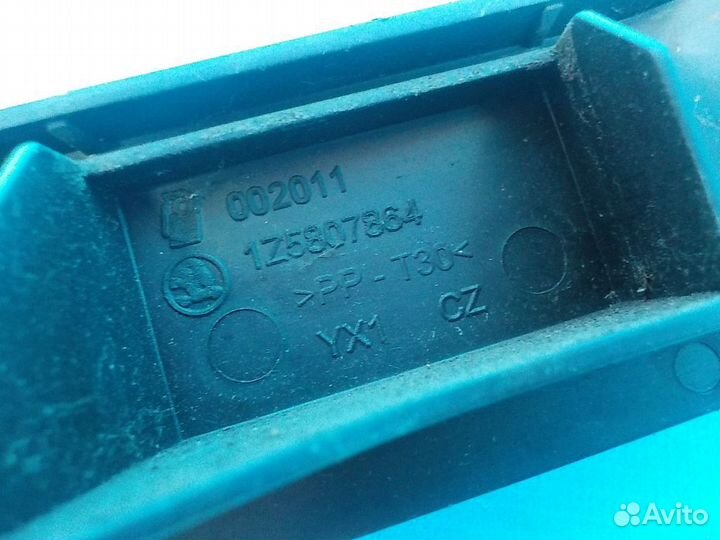 002011
1Z5807864
>PP-T30<
YX1 CZ
Avito